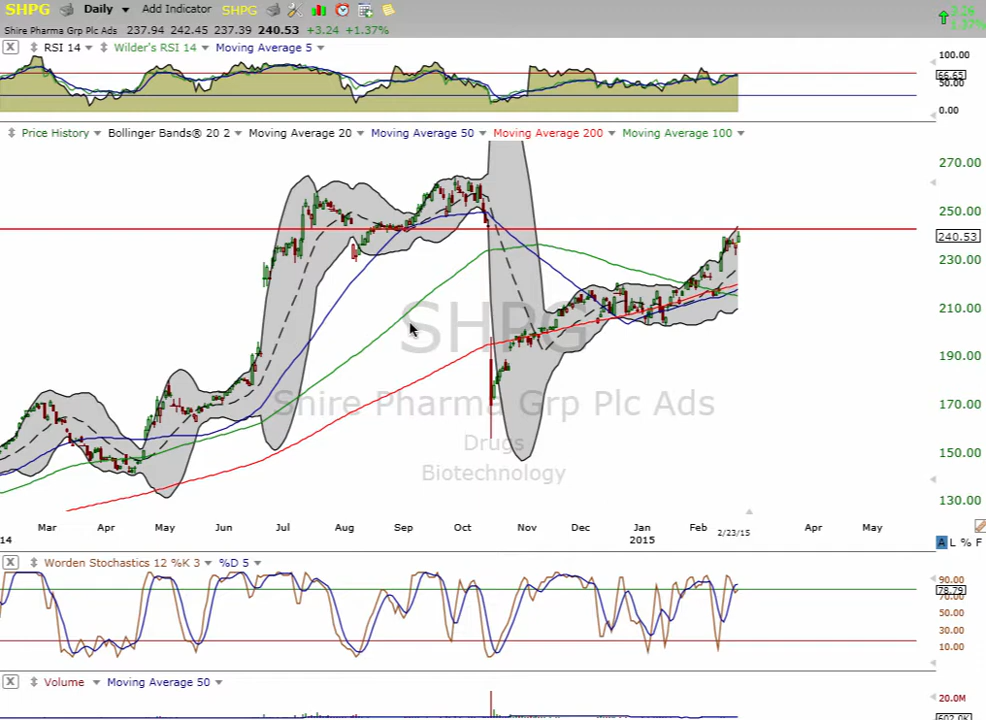 SHPG Daily Add Indicator SHPG 3.26
Shire Pharma Grp Plc Ads 237.94 242.45 237.39 240.53 +3.24 +1.37% 1.37%
X RSI 14 Wilder's RSI 14 Moving Average 5
100.00
66.65
50.00
0.00
Price History Bollinger Bands® 20 2 Moving Average 20 Moving Average 50 Moving Average 200 Moving Average 100
270.00
250.00
240.53
230.00
210.00
190.00
170.00
150.00
130.00
SHPG
Shire Pharma Grp Plc Ads
Drugs
Biotechnology
Mar Apr May Jun Jul Aug Sep Oct Nov Dec Jan Feb Apr May
14 2015 2/23/15
A L % F
X Worden Stochastics 12 %K 3 %D 5
90.00
78.79
70.00
50.00
30.00
10.00
X Volume Moving Average 50
20.0M